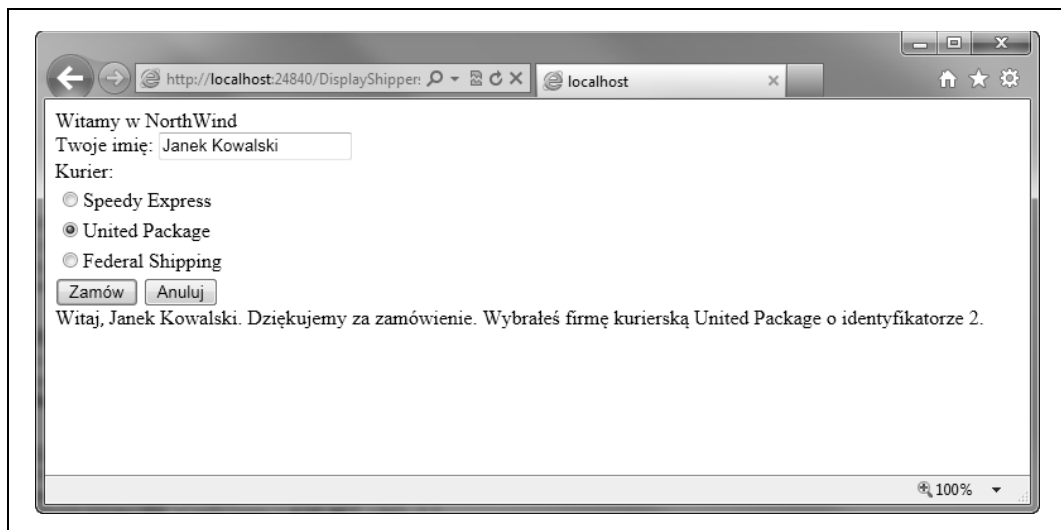 http://localhost:24840/DisplayShippers
localhost
Witamy w NorthWind
Twoje imię: Janek Kowalski
Kurier:
Speedy Express
United Package
Federal Shipping
Zamów Anuluj
Witaj, Janek Kowalski. Dziękujemy za zamówienie. Wybrałeś firmę kurierską United Package o identyfikatorze 2.
100%